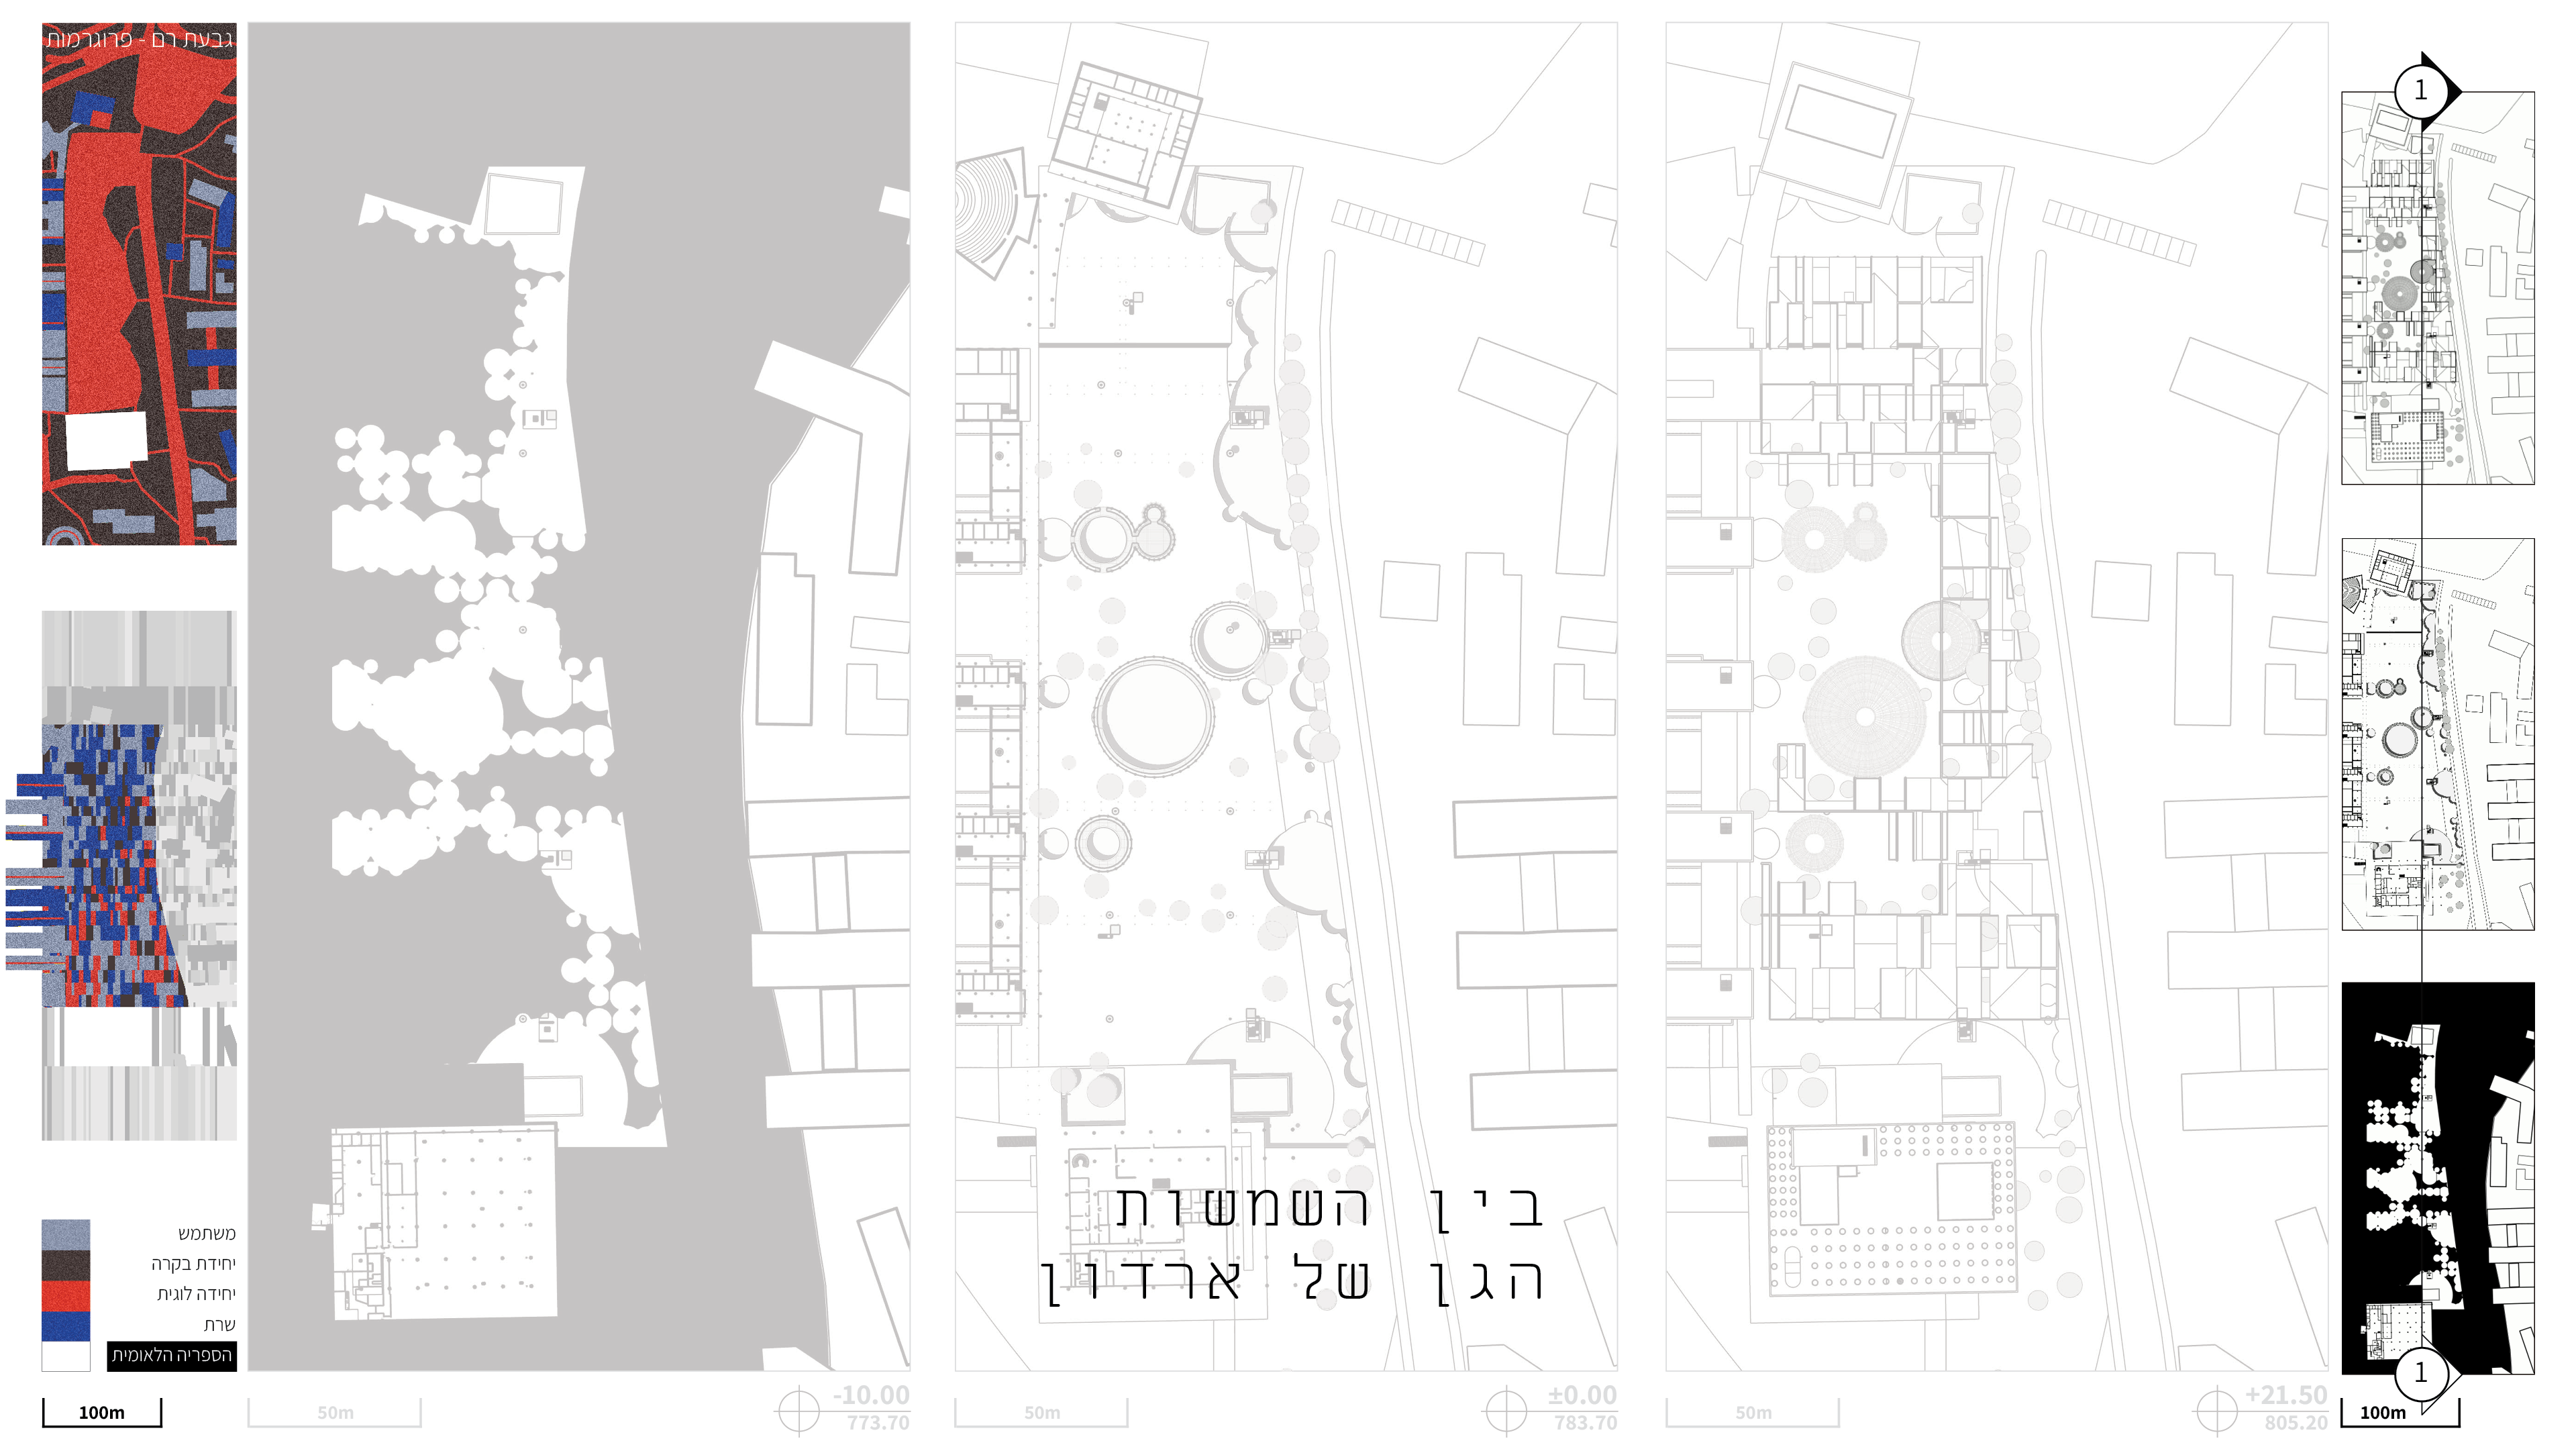 גבעת רם - פרוגרמות
1
בין השמשות
הגן של ארדון
משתמש
יחידת בקרה
יחידה לוגית
שרת
הספריה הלאומית
1
100m
50m
-10.00
773.70
50m
±0.00
783.70
50m
+21.50
805.20
100m